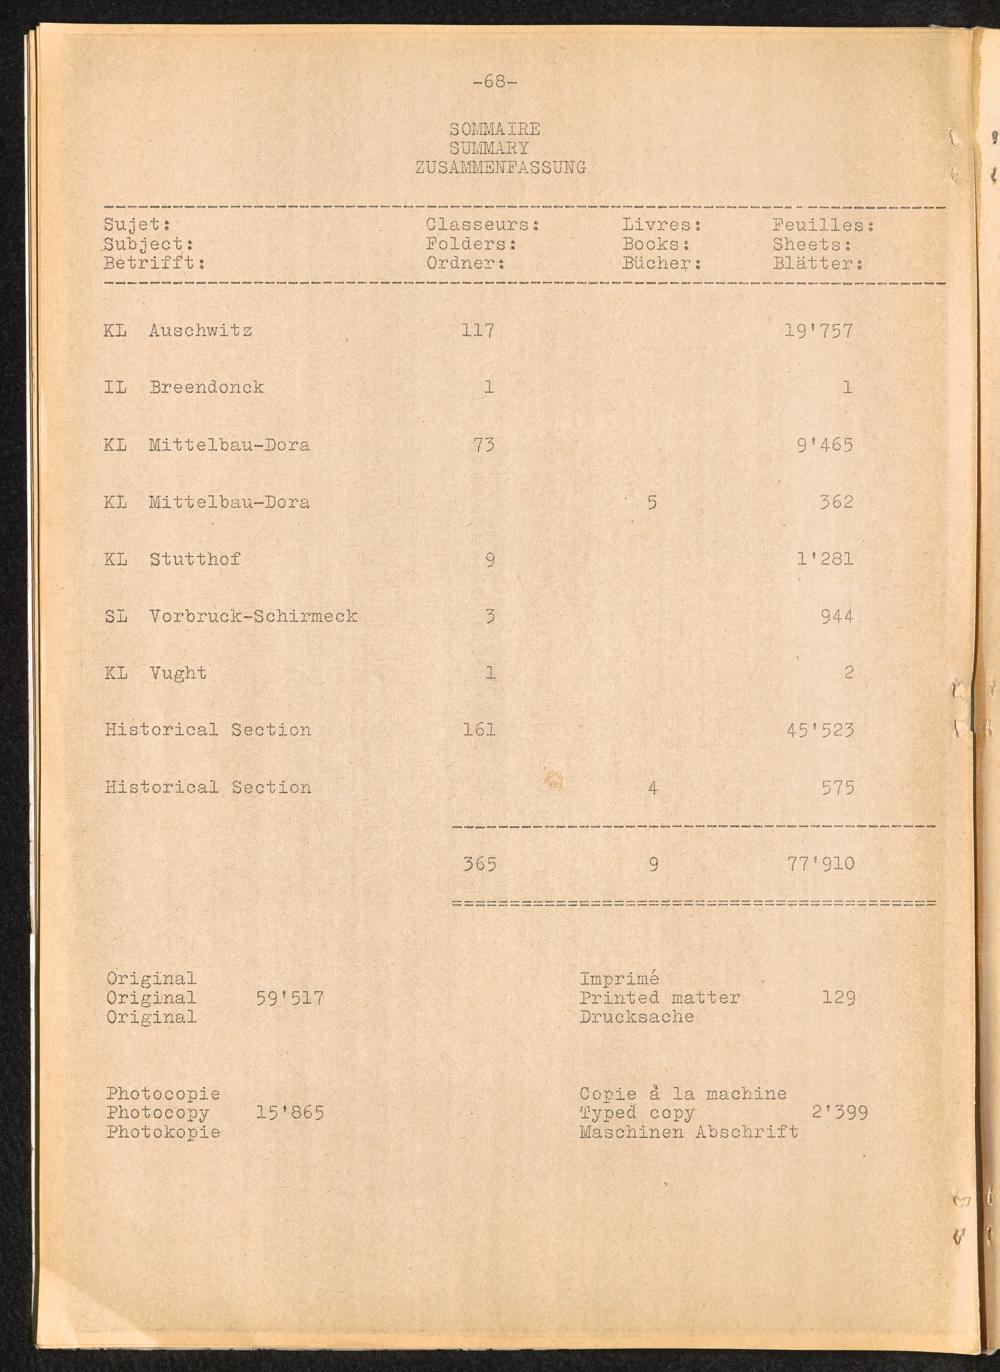 -68-
SOMMAIRE
SUMMARY
ZUSAMMENFASSUNG
Sujet: Classeurs: Livres: Feuilles:
Subject: Folders: Books: Sheets:
Betrifft: Ordner: Bücher: Blätter:
KL Auschwitz 117 19'757
IL Breendonck 1 1
KL Mittelbau-Dora 73 9'465
KL Mittelbau-Dora 5 362
KL Stutthof 9 1'281
SL Vorbruck-Schirmeck 3 944
KL Vught 1 2
Historical Section 161 45'523
Historical Section 4 575
365 9 77'910
Original Imprimé
Original 59'517 Printed matter 129
Original Drucksache
Photocopie Copie à la machine
Photocopy 15'865 Typed copy 2'399
Photokopie Maschinen Abschrift